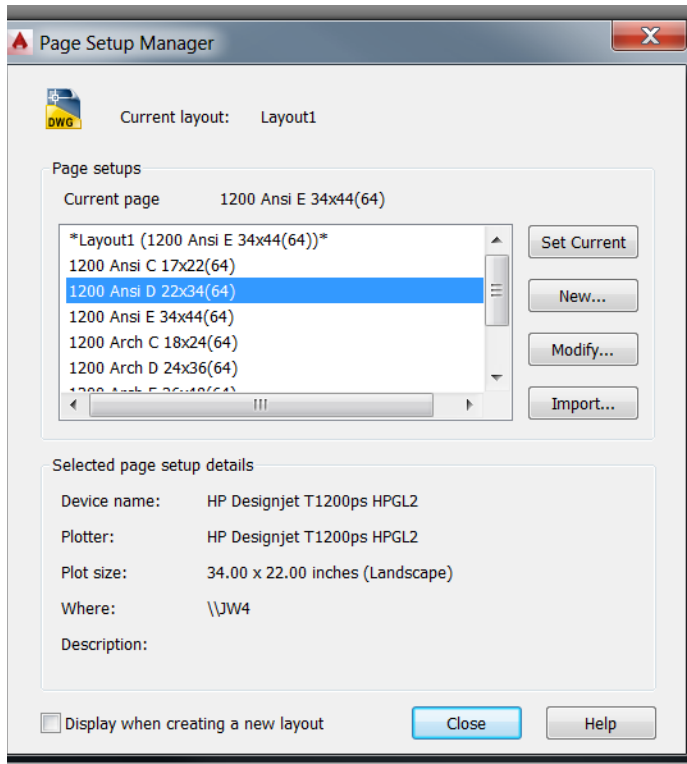 Page Setup Manager
DWG
Current layout: Layout1
Page setups
Current page 1200 Ansi E 34x44(64)
*Layout1 (1200 Ansi E 34x44(64))*
1200 Ansi C 17x22(64)
1200 Ansi D 22x34(64)
1200 Ansi E 34x44(64)
1200 Arch C 18x24(64)
1200 Arch D 24x36(64)
Set Current
New...
Modify...
Import...
Selected page setup details
Device name: HP Designjet T1200ps HPGL2
Plotter: HP Designjet T1200ps HPGL2
Plot size: 34.00 x 22.00 inches (Landscape)
Where: \\JW4
Description:
Display when creating a new layout
Close
Help